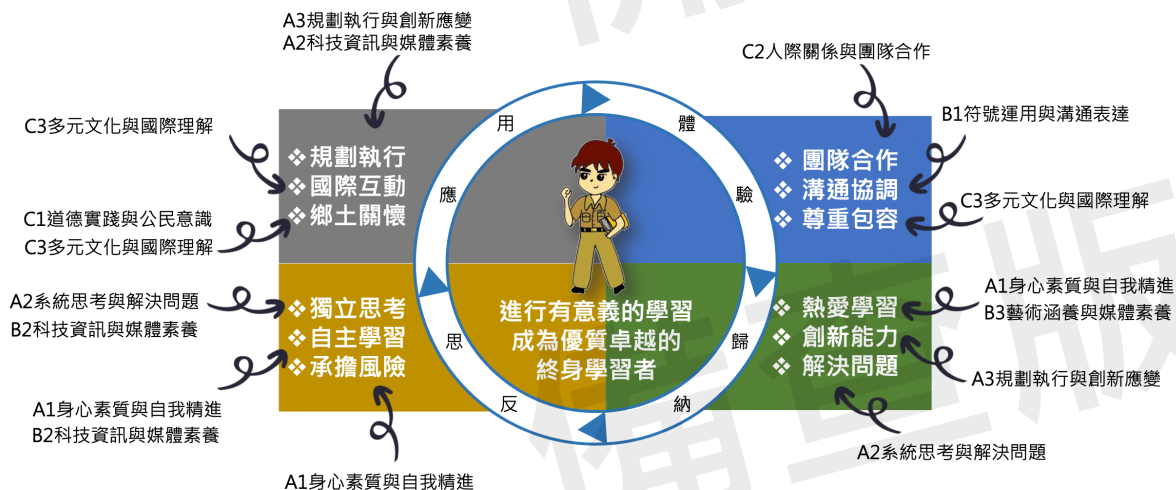 A3規劃執行與創新應變
A2科技資訊與媒體素養
C3多元文化與國際理解
C1道德實踐與公民意識
C3多元文化與國際理解
A2系統思考與解決問題
B2科技資訊與媒體素養
A1身心素質與自我精進
B2科技資訊與媒體素養
A1身心素質與自我精進
❖規劃執行
❖國際互動
❖鄉土關懷
❖獨立思考
❖自主學習
❖承擔風險
體驗
歸納
反思
應用
進行有意義的學習
成為優質卓越的
終身學習者
❖ 團隊合作
❖ 溝通協調
❖ 尊重包容
❖ 熱愛學習
❖ 創新能力
❖ 解決問題
C2人際關係與團隊合作
B1符號運用與溝通表達
C3多元文化與國際理解
A1身心素質與自我精進
B3藝術涵養與媒體素養
A3規劃執行與創新應變
A2系統思考與解決問題
備查版